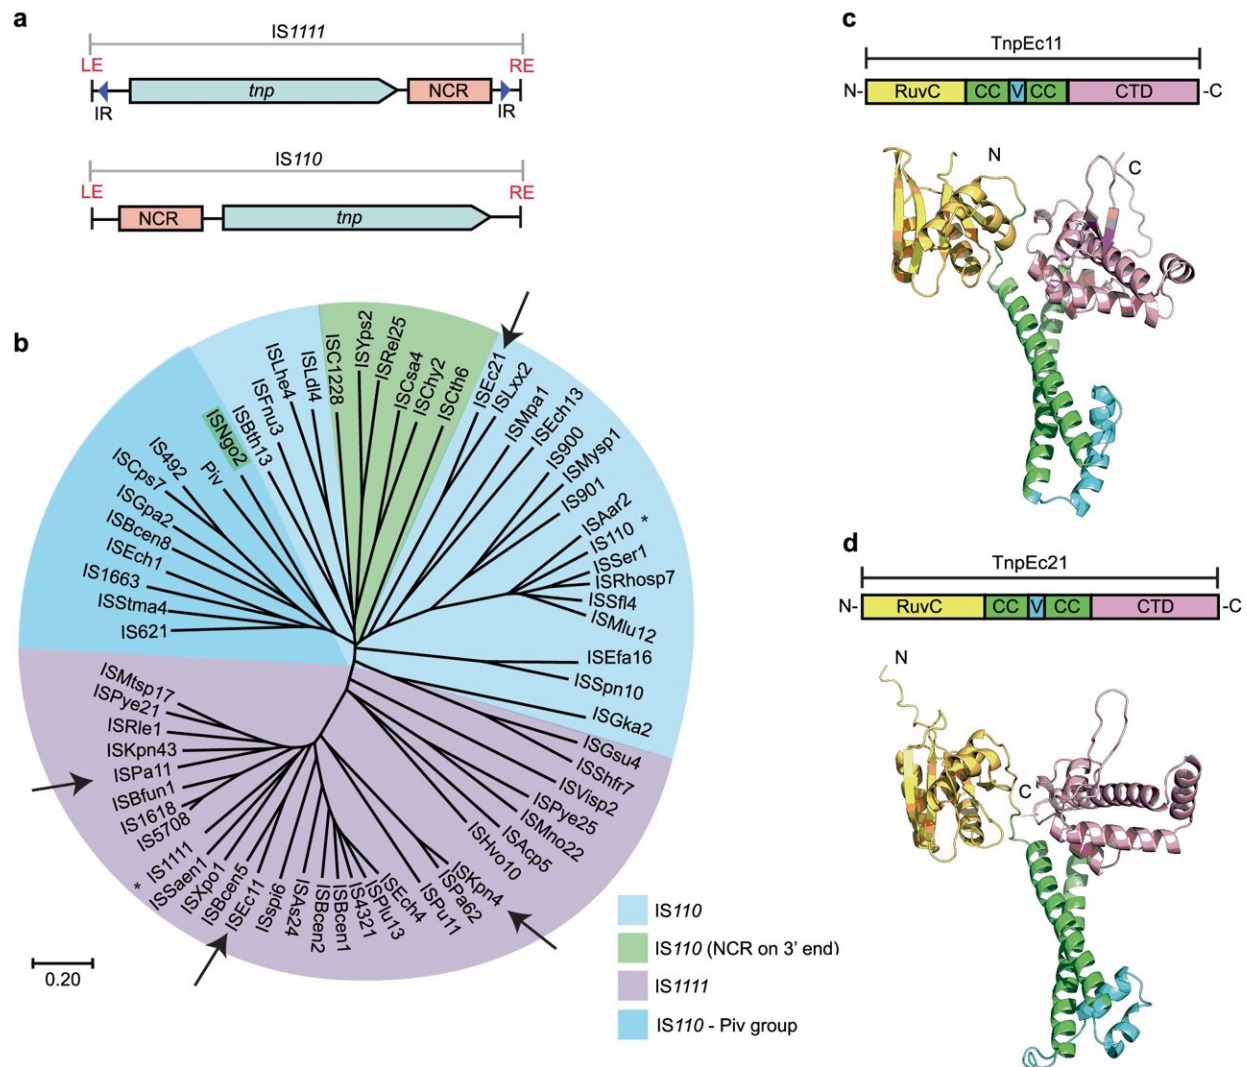 a
IS1111
LE
RE
tnp
NCR
IR
IR
IS110
LE
RE
NCR
tnp
b
ISNgo2
ISBth13
ISFnu3
ISLhe4
ISLdl4
ISC1228
ISYps2
ISRel25
ISCsa4
ISChy2
ISCth6
ISEc21
ISLxx2
ISMpa1
ISEch13
IS900
ISMysp1
IS901
ISAar2
IS110 *
ISSer1
ISRhosp7
ISSfl4
ISMlu12
ISEfa16
ISSpn10
ISGka2
ISGsu4
ISShfr7
ISVisp2
ISPye25
ISMno22
ISAcp5
ISHvo10
ISKpn4
ISPa62
ISPu11
ISEch4
ISPlu13
IS4321
ISBcen1
ISBcen2
ISAs24
ISspi6
ISEc11
ISBcen5
ISXpo1
ISSaen1
* IS1111
IS5708
IS1618
ISBfun1
ISPa11
ISKpn43
ISRle1
ISPye21
ISMtsp17
IS621
ISStma4
IS1663
ISEch1
ISBcen8
ISGpa2
ISCps7
IS492
Piv
0.20
IS110
IS110 (NCR on 3' end)
IS1111
IS110 - Piv group
c
TnpEc11
N- RuvC CC V CC CTD -C
N
C
d
TnpEc21
N- RuvC CC V CC CTD -C
N
C